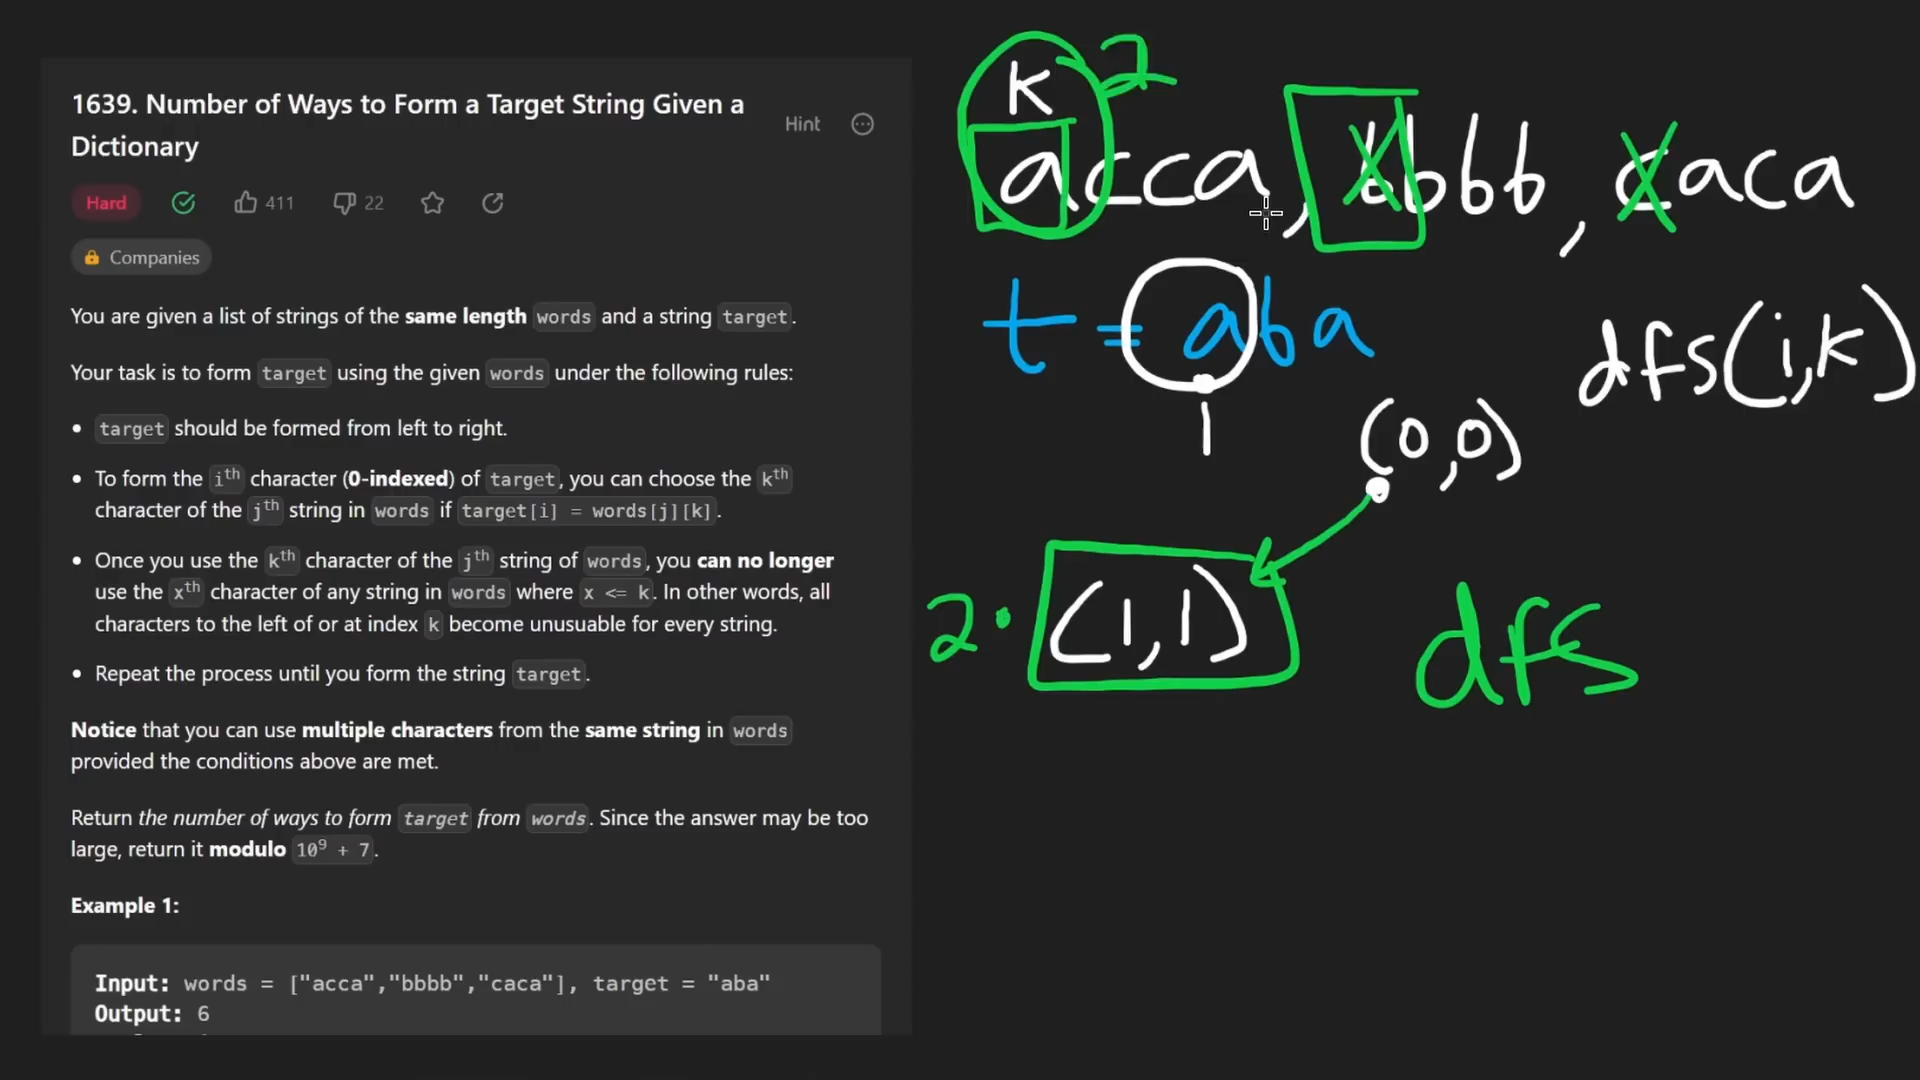 1639. Number of Ways to Form a Target String Given a
Dictionary
Hint
Hard 411 22
Companies
You are given a list of strings of the same length words and a string target.
Your task is to form target using the given words under the following rules:
• target should be formed from left to right.
• To form the ith character (0-indexed) of target, you can choose the kth
character of the jth string in words if target[i] = words[j][k].
• Once you use the kth character of the jth string of words, you can no longer
use the xth character of any string in words where x <= k. In other words, all
characters to the left of or at index k become unusuable for every string.
• Repeat the process until you form the string target.
Notice that you can use multiple characters from the same string in words
provided the conditions above are met.
Return the number of ways to form target from words. Since the answer may be too
large, return it modulo 10^9 + 7.
Example 1:
Input: words = ["acca","bbbb","caca"], target = "aba"
Output: 6
k 2
acca, bbbb, caca
t = aba
i
dfs(i,k)
(0,0)
2· (1,1)
dfs